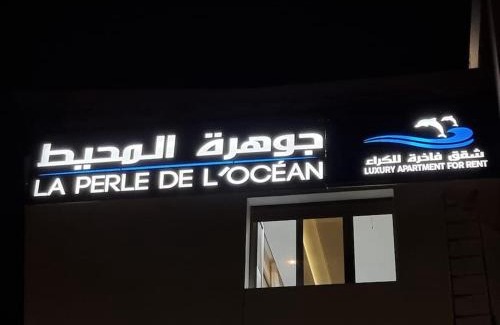 جوهرة المحيط
LA PERLE DE L'OCÉAN
شقق فاخرة للكراء
LUXURY APARTMENT FOR RENT